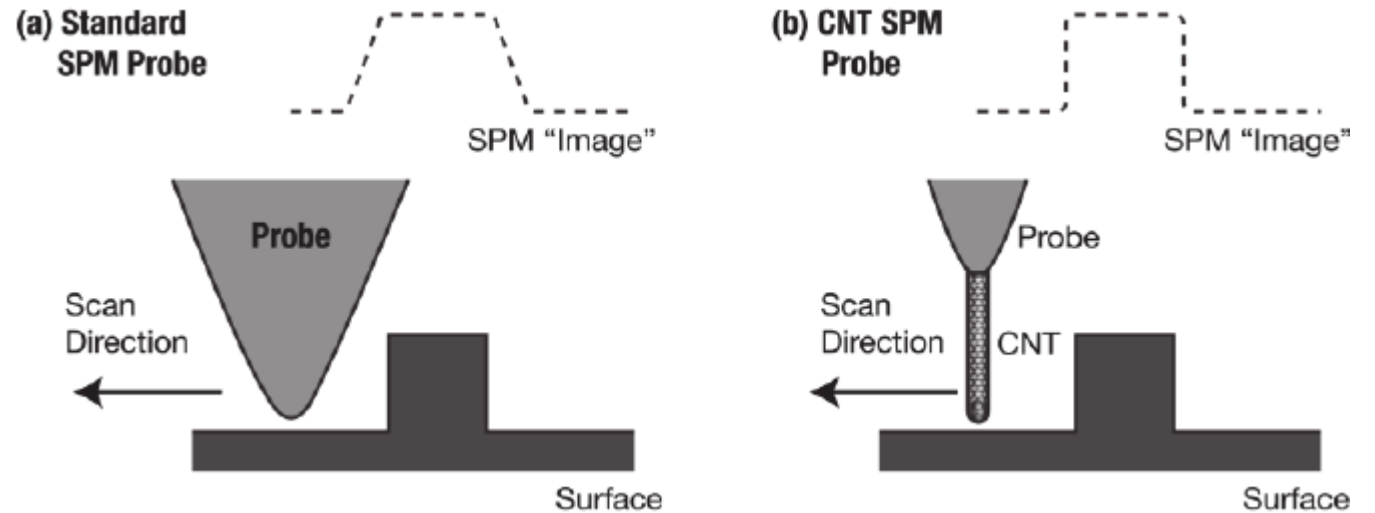 (a) Standard
SPM Probe
SPM “Image”
Probe
Scan
Direction
Surface
(b) CNT SPM
Probe
SPM “Image”
Probe
Scan
Direction
CNT
Surface